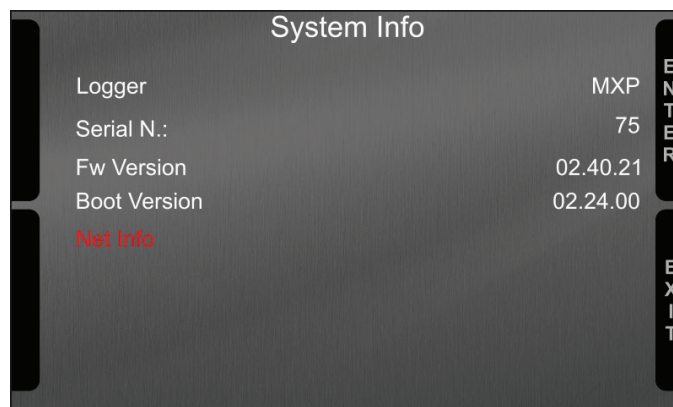 System Info
Logger MXP
Serial N.: 75
Fw Version 02.40.21
Boot Version 02.24.00
Net Info
ENTER
EXIT